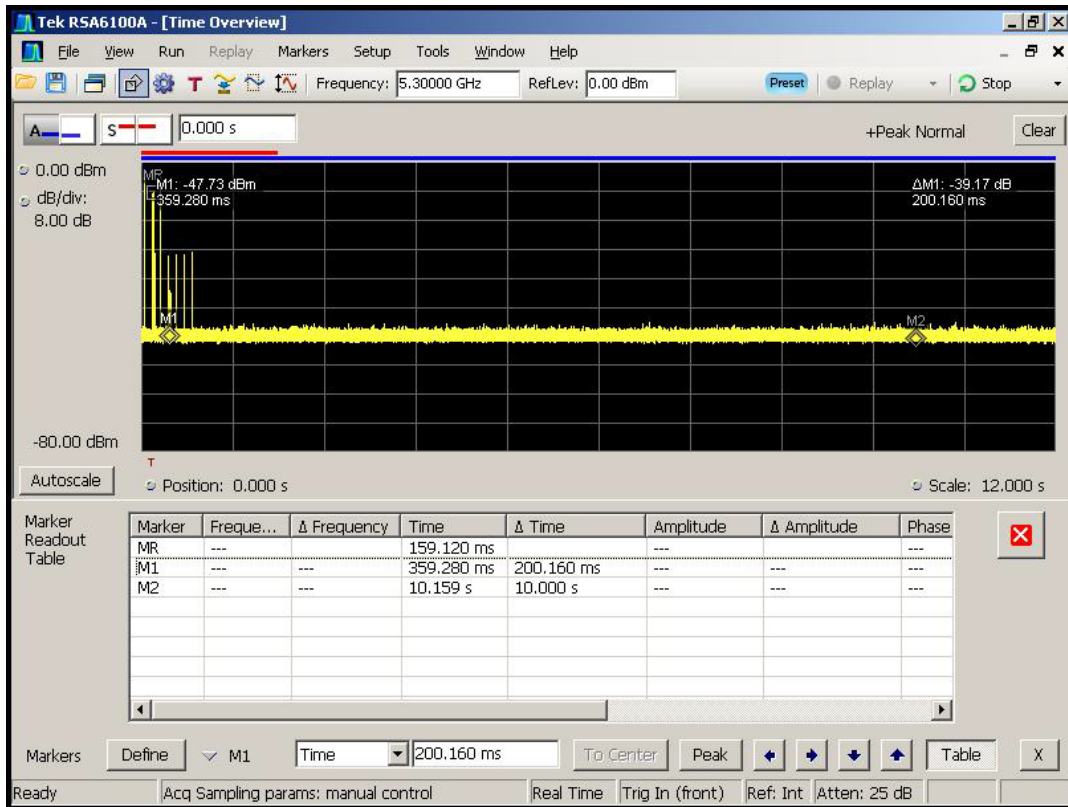 Tek RSA6100A - [Time Overview]
File View Run Replay Markers Setup Tools Window Help
T Frequency: 5.30000 GHz RefLev: 0.00 dBm Preset Replay Stop
A S 0.000 s +Peak Normal Clear
0.00 dBm
dB/div:
8.00 dB
MR
M1: -47.73 dBm
359.280 ms
ΔM1: -39.17 dB
200.160 ms
M1
M2
-80.00 dBm
T
Autoscale Position: 0.000 s Scale: 12.000 s
Marker Readout Table
Marker Freque... Δ Frequency Time Δ Time Amplitude Δ Amplitude Phase
MR --- 159.120 ms --- ---
M1 --- --- 359.280 ms 200.160 ms --- --- ---
M2 --- --- 10.159 s 10.000 s --- --- ---
Markers Define M1 Time 200.160 ms To Center Peak Table X
Ready Acq Sampling params: manual control Real Time Trig In (front) Ref: Int Atten: 25 dB